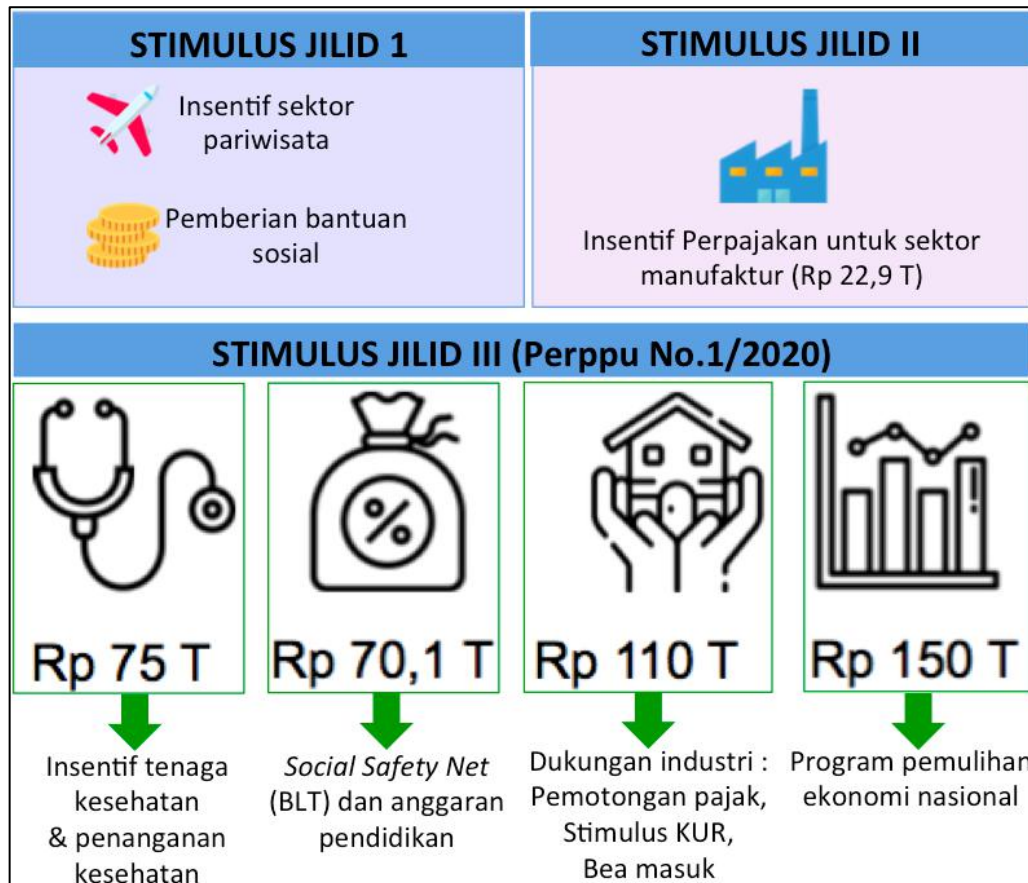 STIMULUS JILID 1
Insentif sektor
pariwisata
Pemberian bantuan
sosial
STIMULUS JILID II
Insentif Perpajakan untuk sektor
manufaktur (Rp 22,9 T)
STIMULUS JILID III (Perppu No.1/2020)
Rp 75 T
Insentif tenaga
kesehatan
& penanganan
kesehatan
Rp 70,1 T
Social Safety Net
(BLT) dan anggaran
pendidikan
Rp 110 T
Dukungan industri :
Pemotongan pajak,
Stimulus KUR,
Bea masuk
Rp 150 T
Program pemulihan
ekonomi nasional